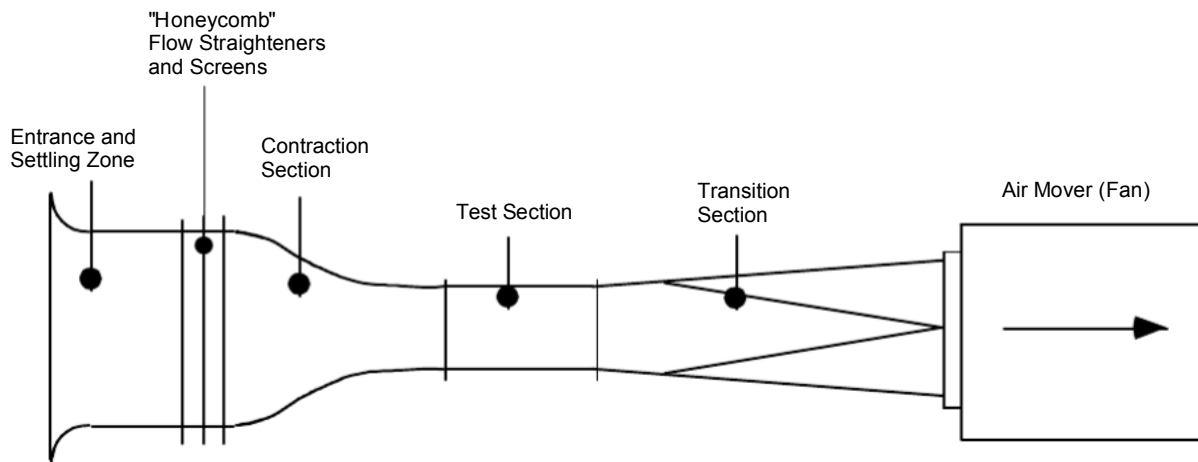 "Honeycomb"
Flow Straighteners
and Screens
Entrance and
Settling Zone
Contraction
Section
Test Section
Transition
Section
Air Mover (Fan)